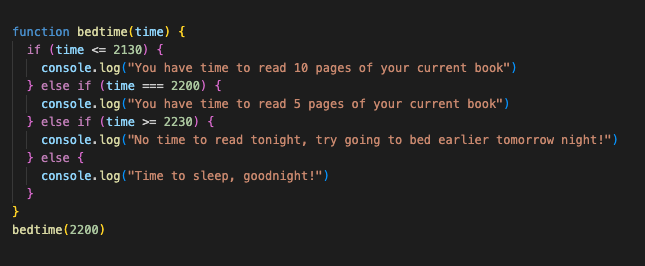 function bedtime(time) {
  if (time <= 2130) {
    console.log("You have time to read 10 pages of your current book")
  } else if (time === 2200) {
    console.log("You have time to read 5 pages of your current book")
  } else if (time >= 2230) {
    console.log("No time to read tonight, try going to bed earlier tomorrow night!")
  } else {
    console.log("Time to sleep, goodnight!")
  }
}
bedtime(2200)